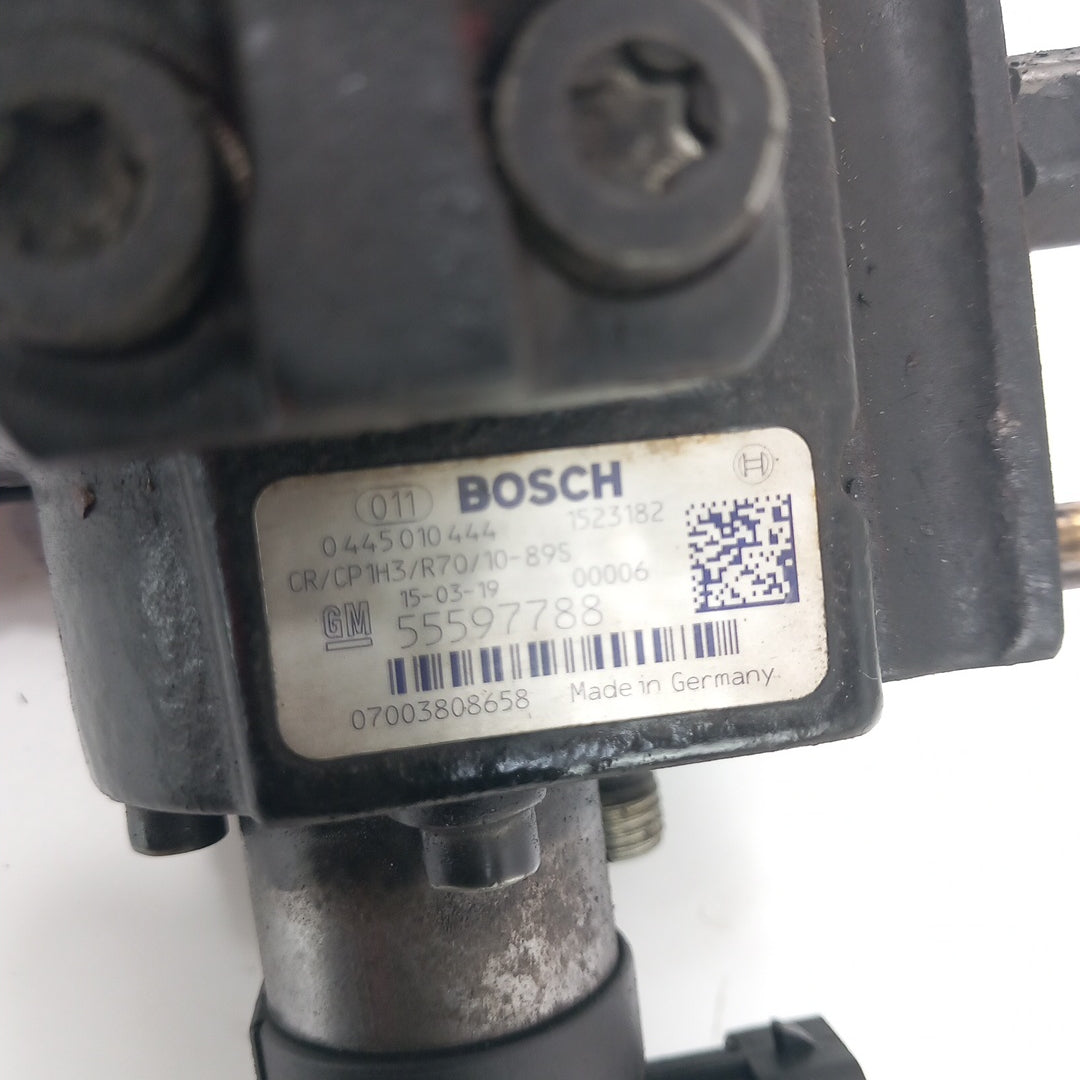 011 BOSCH
0445010444 1523182
CR/CP1H3/R70/10-89S
15-03-19 00006
GM 55597788
07003808658 Made in Germany